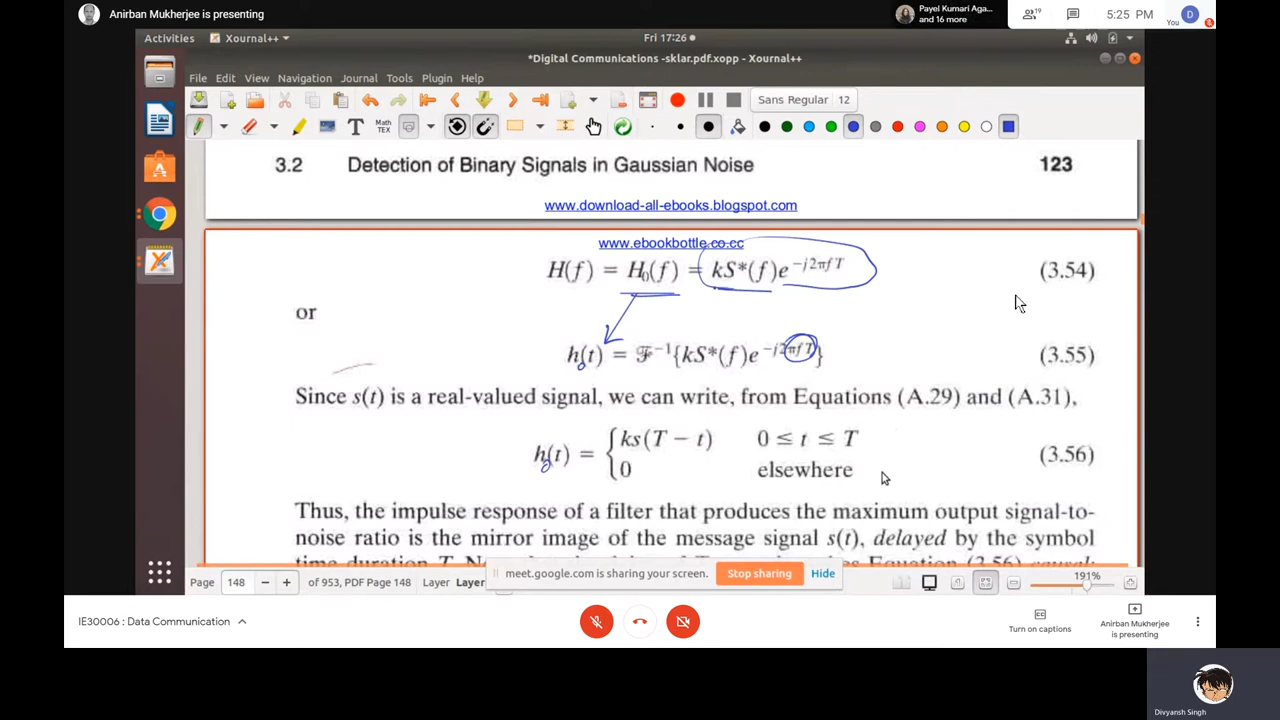 Anirban Mukherjee is presenting
Payel Kumari Aga...
and 16 more
19
5:25 PM
You
D
Activities
Xournal++
Fri 17:26
*Digital Communications -sklar.pdf.xopp - Xournal++
File Edit View Navigation Journal Tools Plugin Help
Sans Regular 12
T Math TEX
3.2 Detection of Binary Signals in Gaussian Noise 123
www.download-all-ebooks.blogspot.com
www.ebookbottle.co.cc
H(f) = H₀(f) = kS*(f)e^{-j2πfT} (3.54)
or
h₀(t) = ℱ⁻¹{kS*(f)e^{-j2πfT}} (3.55)
Since s(t) is a real-valued signal, we can write, from Equations (A.29) and (A.31),
h₀(t) = { ks(T − t) 0 ≤ t ≤ T
0 elsewhere (3.56)
Thus, the impulse response of a filter that produces the maximum output signal-to-
noise ratio is the mirror image of the message signal s(t), delayed by the symbol
Page 148 of 953, PDF Page 148 Layer Layer
meet.google.com is sharing your screen. Stop sharing Hide
191%
IE30006 : Data Communication
Turn on captions
Anirban Mukherjee
is presenting
Divyansh Singh